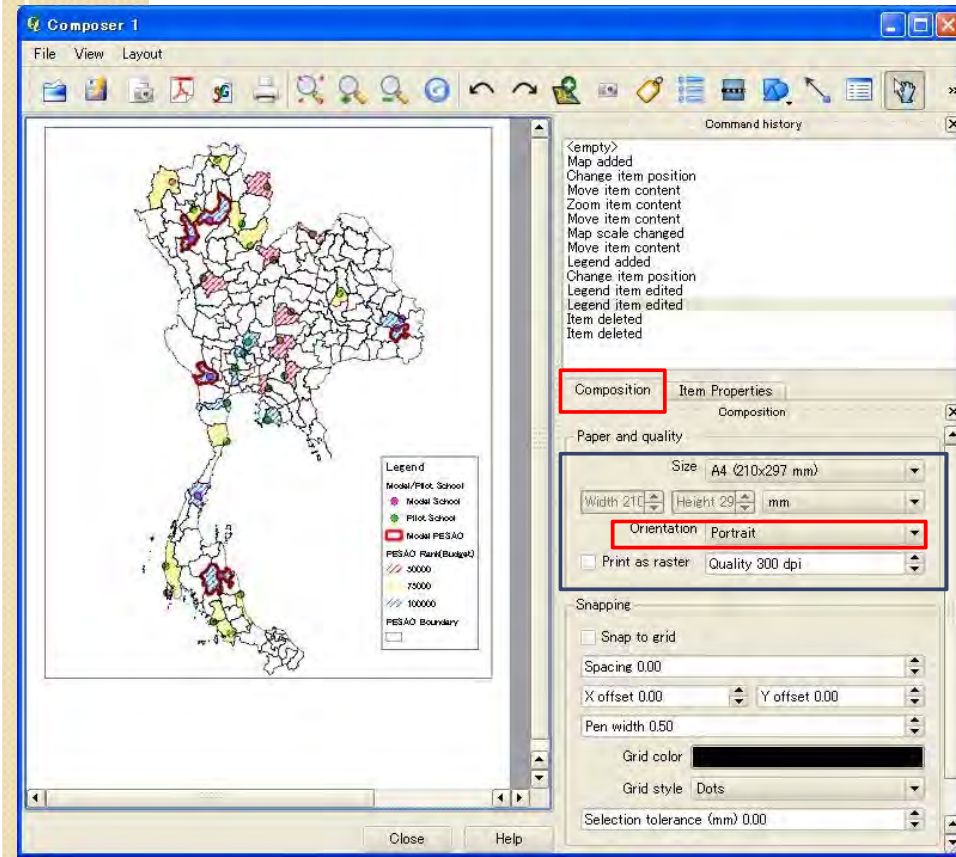 Composer 1
File View Layout
Command history
<empty>
Map added
Change item position
Move item content
Zoom item content
Move item content
Map scale changed
Move item content
Legend added
Change item position
Legend item edited
Legend item edited
Item deleted
Item deleted
Composition Item Properties
Composition
Paper and quality
Size A4 (210x297 mm)
Width 210 Height 29 mm
Orientation Portrait
Print as raster Quality 300 dpi
Snapping
Snap to grid
Spacing 0.00
X offset 0.00 Y offset 0.00
Pen width 0.50
Grid color
Grid style Dots
Selection tolerance (mm) 0.00
Legend
Model/Pilot School
Model School
Pilot School
Model PESAO
PESAO Rank(Budget)
50000
75000
100000
PESAO Boundary
Close Help